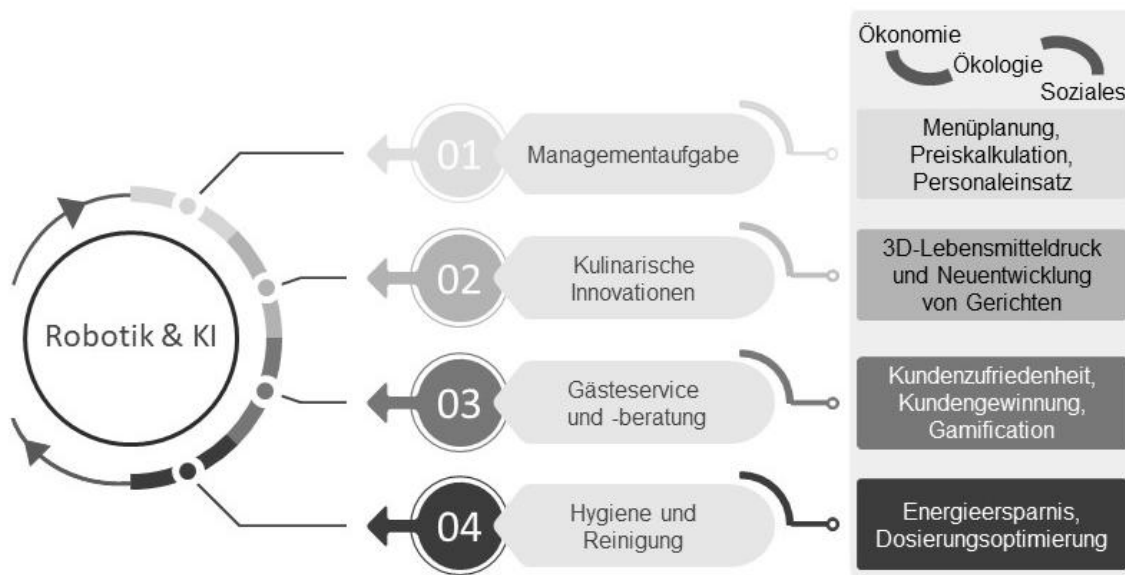 Ökonomie
Ökologie
Soziales
Robotik & KI
01
Managementaufgabe
Menüplanung,
Preiskalkulation,
Personaleinsatz
02
Kulinarische
Innovationen
3D-Lebensmitteldruck
und Neuentwicklung
von Gerichten
03
Gästeservice
und -beratung
Kundenzufriedenheit,
Kundengewinnung,
Gamification
04
Hygiene und
Reinigung
Energieersparnis,
Dosierungsoptimierung